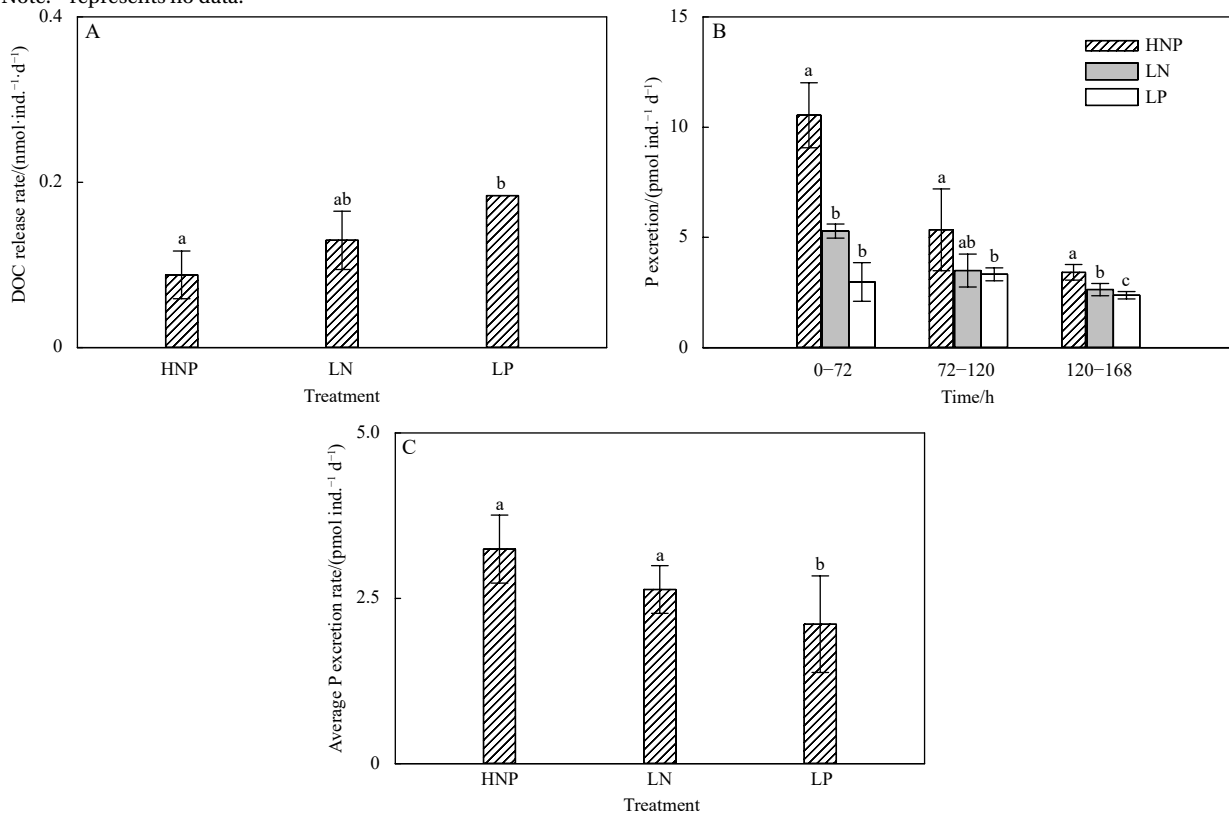 Note. represents no data.
A
0.4
0.2
0
DOC release rate/(nmol·ind.⁻¹·d⁻¹)
a
ab
b
HNP LN LP
Treatment
B
15
10
5
0
P excretion/(pmol ind.⁻¹ d⁻¹)
HNP
LN
LP
a
b
b
a
ab
b
a
b
c
0−72 72−120 120−168
Time/h
C
5.0
2.5
0
Average P excretion rate/(pmol ind.⁻¹ d⁻¹)
a
a
b
HNP LN LP
Treatment